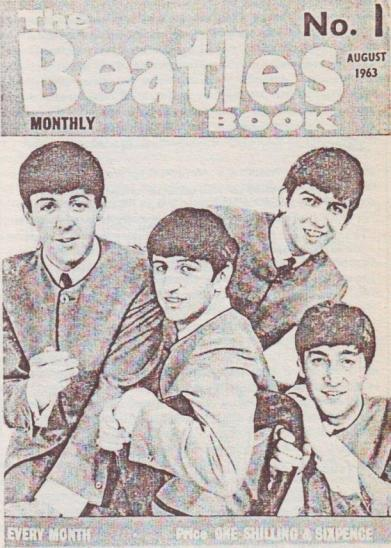 The
Beatles
MONTHLY BOOK
No. 1
AUGUST
1963
EVERY MONTH Price ONE SHILLING & SIXPENCE